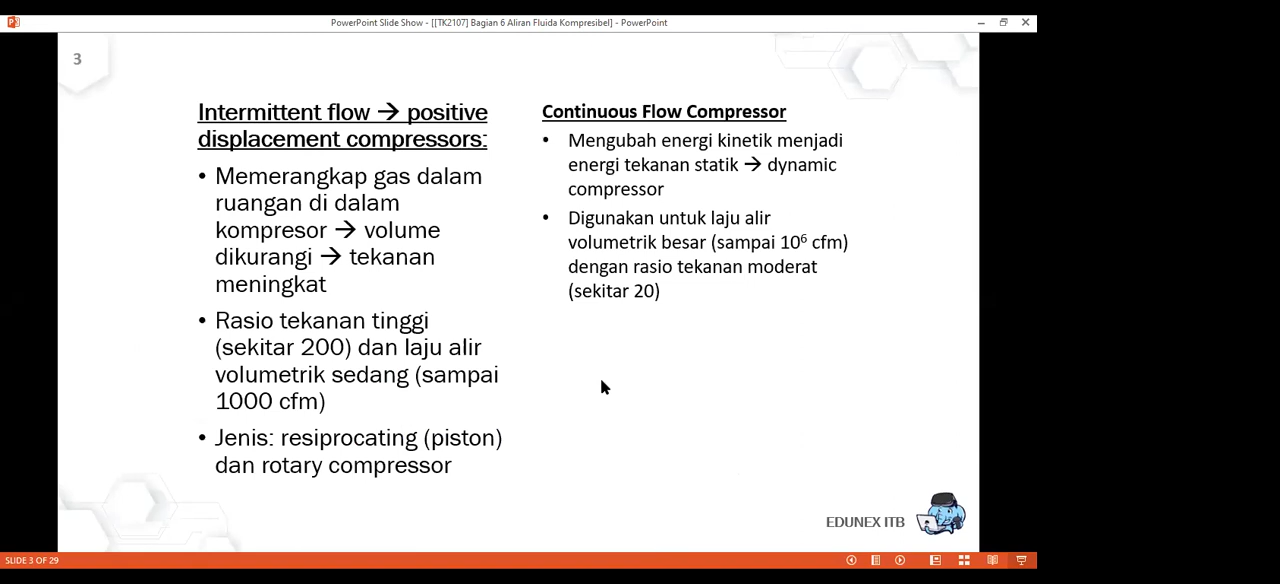 PowerPoint Slide Show - [[TK2107] Bagian 6 Aliran Fluida Kompresibel] - PowerPoint
3
Intermittent flow → positive
displacement compressors:
• Memerangkap gas dalam
ruangan di dalam
kompresor → volume
dikurangi → tekanan
meningkat
• Rasio tekanan tinggi
(sekitar 200) dan laju alir
volumetrik sedang (sampai
1000 cfm)
• Jenis: resiprocating (piston)
dan rotary compressor
Continuous Flow Compressor
• Mengubah energi kinetik menjadi
energi tekanan statik → dynamic
compressor
• Digunakan untuk laju alir
volumetrik besar (sampai 10⁶ cfm)
dengan rasio tekanan moderat
(sekitar 20)
EDUNEX ITB
SLIDE 3 OF 29